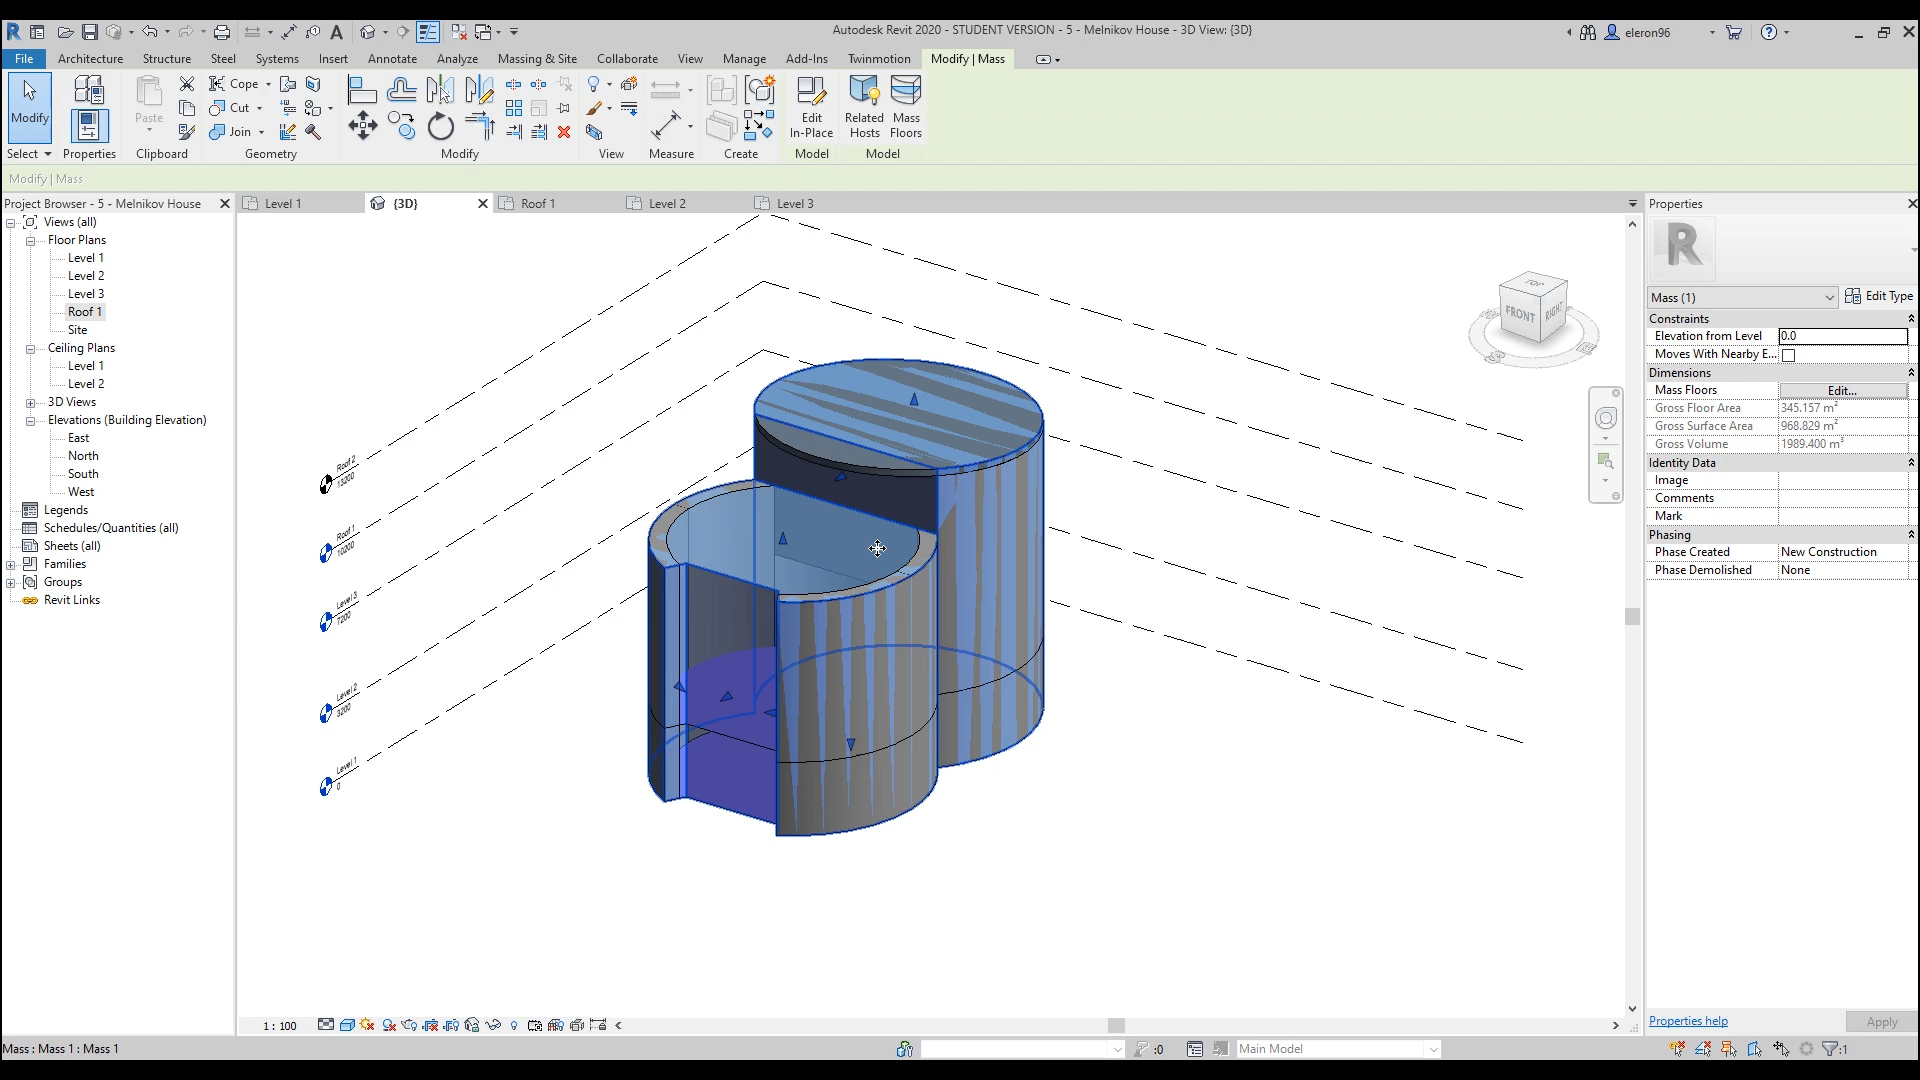 Autodesk Revit 2020 - STUDENT VERSION - 5 - Melnikov House - 3D View: {3D}
eleron96
File Architecture Structure Steel Systems Insert Annotate Analyze Massing & Site Collaborate View Manage Add-Ins Twinmotion Modify | Mass
Modify
Paste
Cope
Cut
Join
Edit In-Place
Related Hosts
Mass Floors
Select Properties Clipboard Geometry Modify View Measure Create Model Model
Modify | Mass
Project Browser - 5 - Melnikov House
Level 1 {3D} Roof 1 Level 2 Level 3
Views (all)
Floor Plans
Level 1
Level 2
Level 3
Roof 1
Site
Ceiling Plans
Level 1
Level 2
3D Views
Elevations (Building Elevation)
East
North
South
West
Legends
Schedules/Quantities (all)
Sheets (all)
Families
Groups
Revit Links
Roof 2
13200
Roof 1
10200
Level 3
7200
Level 2
3200
Level 1
0
TOP
FRONT
RIGHT
Properties
R
Mass (1) Edit Type
Constraints
Elevation from Level 0.0
Moves With Nearby E...
Dimensions
Mass Floors Edit...
Gross Floor Area 345.157 m²
Gross Surface Area 968.829 m²
Gross Volume 1989.400 m³
Identity Data
Image
Comments
Mark
Phasing
Phase Created New Construction
Phase Demolished None
Properties help Apply
1 : 100
Mass : Mass 1 : Mass 1
:0
Main Model
:1